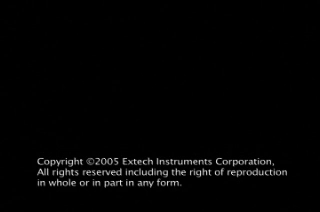 Copyright ©2005 Extech Instruments Corporation,
All rights reserved including the right of reproduction
in whole or in part in any form.